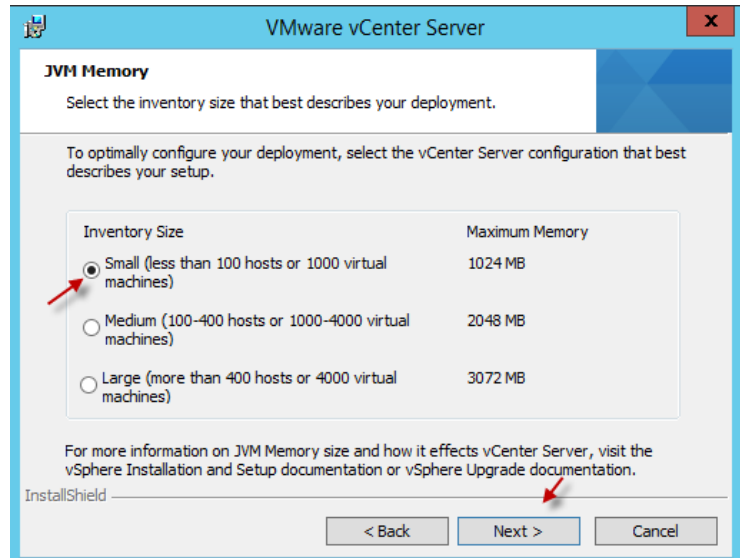 VMware vCenter Server
x
JVM Memory
Select the inventory size that best describes your deployment.
To optimally configure your deployment, select the vCenter Server configuration that best
describes your setup.
Inventory Size Maximum Memory
Small (less than 100 hosts or 1000 virtual 1024 MB
machines)
Medium (100-400 hosts or 1000-4000 virtual 2048 MB
machines)
Large (more than 400 hosts or 4000 virtual 3072 MB
machines)
For more information on JVM Memory size and how it effects vCenter Server, visit the
vSphere Installation and Setup documentation or vSphere Upgrade documentation.
InstallShield
< Back Next > Cancel